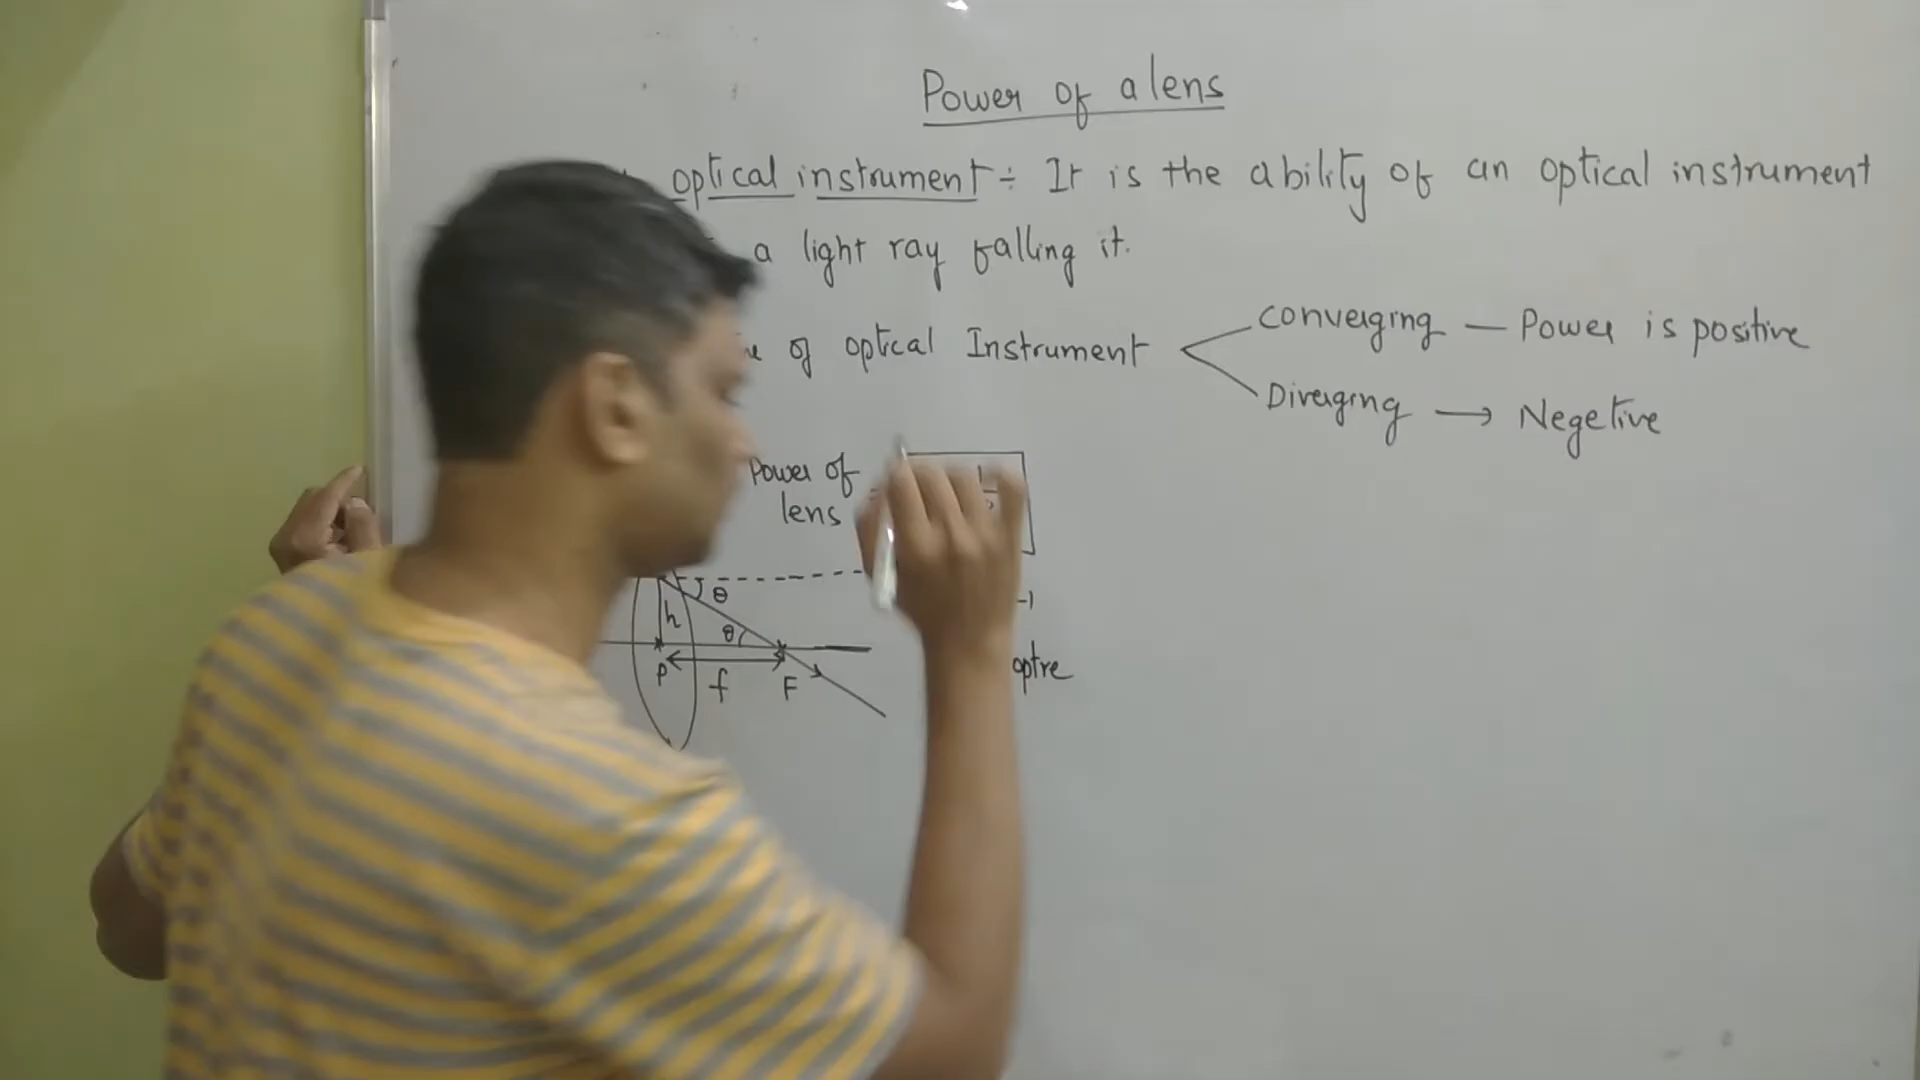 Power of a lens
optical instrument ÷ It is the ability of an optical instrument
a light ray falling it.
of optical Instrument
Converging — Power is positive
Diverging → Negetive
Power of
lens
θ
h
θ
P
f
F
-1
optre